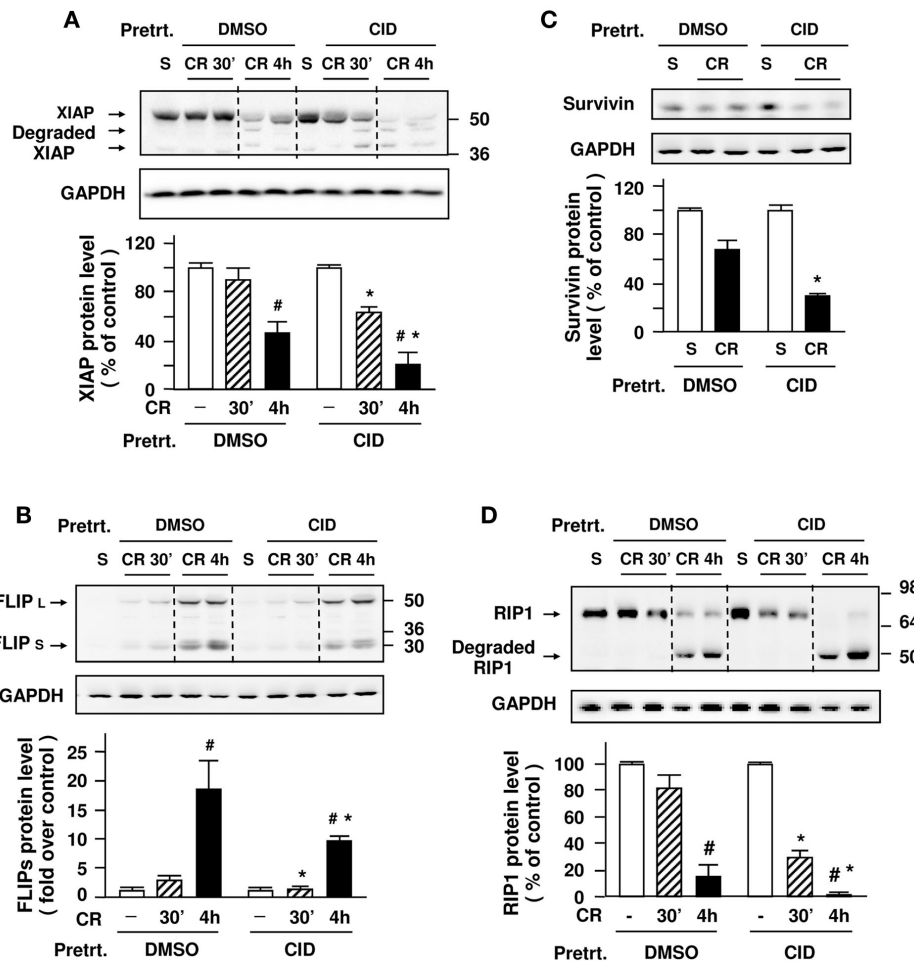 A
Pretrt. DMSO CID
S CR 30’ CR 4h S CR 30’ CR 4h
XIAP
Degraded
XIAP
50
36
GAPDH
XIAP protein level
( % of control )
120
80
40
0
# * # *
CR – 30’ 4h 30’ 4h
Pretrt. DMSO CID
C
Pretrt. DMSO CID
S CR S CR
Survivin
GAPDH
Survivin protein
level ( % of control )
120
80
40
0
*
S CR S CR
Pretrt. DMSO CID
B
Pretrt. DMSO CID
S CR 30’ CR 4h S CR 30’ CR 4h
FLIP L
FLIP S
50
36
30
GAPDH
FLIPs protein level
( fold over control )
25
20
15
10
5
0
# * # *
CR – 30’ 4h – 30’ 4h
Pretrt. DMSO CID
D
Pretrt. DMSO CID
S CR 30’ CR 4h S CR 30’ CR 4h
RIP1
Degraded
RIP1
98
64
50
GAPDH
RIP1 protein level
( % of control )
100
80
60
40
20
0
# * # *
CR - 30’ 4h - 30’ 4h
Pretrt. DMSO CID